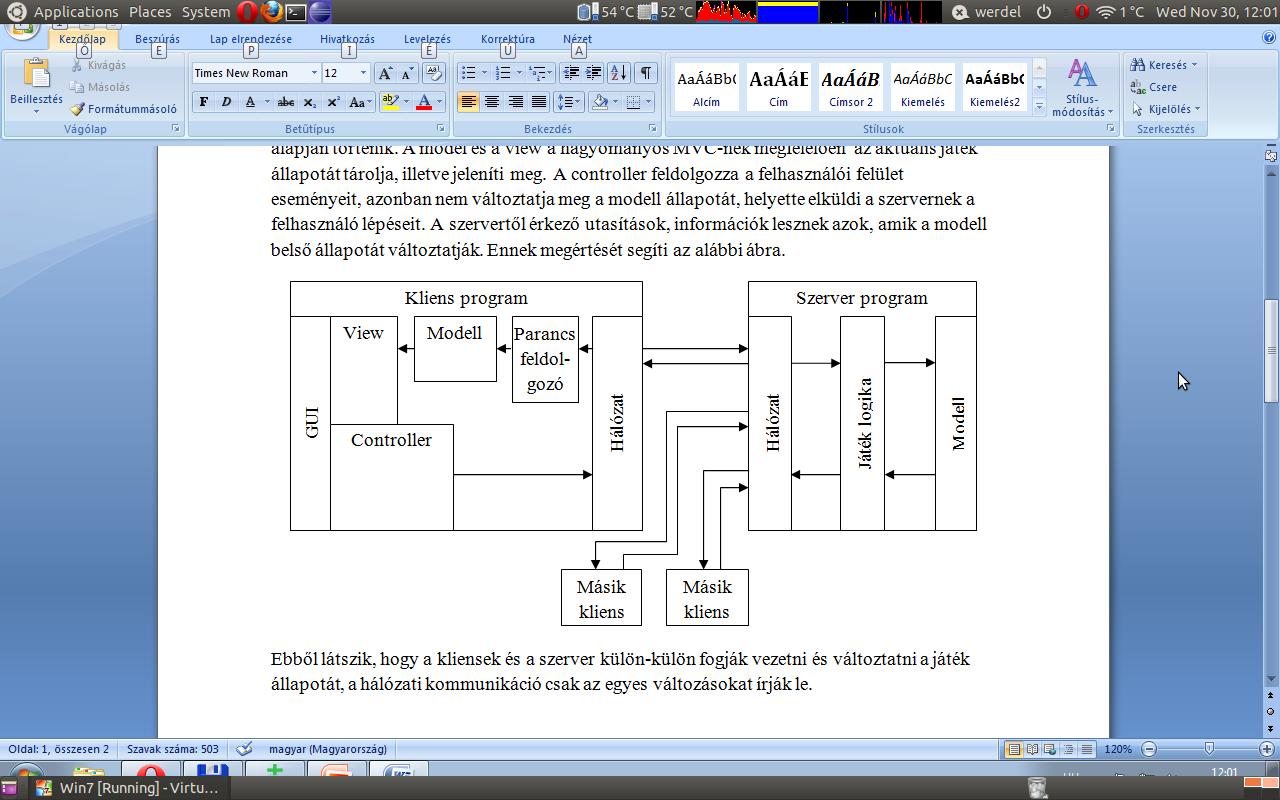 Applications Places System 54 °C 52 °C werdel 1 °C Wed Nov 30, 12:01
Kezdőlap Beszúrás Lap elrendezése Hivatkozás Levelezés Korrektúra Nézet
Ó E P I É U A
Beillesztés
Kivágás
Másolás
Formátummásoló
Vágólap
Times New Roman 12
F D A abc x₂ x² Aa ab A
Betűtípus
Bekezdés
AaÁáBbC AaÁáB AaÁáB AaÁáBbC AaÁáBbC
Alcím Cím Címsor 2 Kiemelés Kiemelés2
Stílusok
Stílus-
módosítás
Keresés
Csere
Kijelölés
Szerkesztés
alapján történik. A model és a view a hagyományos MVC-nek megfelelően az aktuális játék
állapotát tárolja, illetve jeleníti meg. A controller feldolgozza a felhasználói felület
eseményeit, azonban nem változtatja meg a modell állapotát, helyette elküldi a szervernek a
felhasználó lépéseit. A szervertől érkező utasítások, információk lesznek azok, amik a modell
belső állapotát változtatják. Ennek megértését segíti az alábbi ábra.
Kliens program
GUI
View
Modell
Parancs
feldol-
gozó
Hálózat
Controller
Szerver program
Hálózat
Játék logika
Modell
Másik
kliens
Másik
kliens
Ebből látszik, hogy a kliensek és a szerver külön-külön fogják vezetni és változtatni a játék
állapotát, a hálózati kommunikáció csak az egyes változásokat írják le.
Oldal: 1, összesen 2 Szavak száma: 503 magyar (Magyarország) 120%
12:01
Win7 [Running] - Virtu...